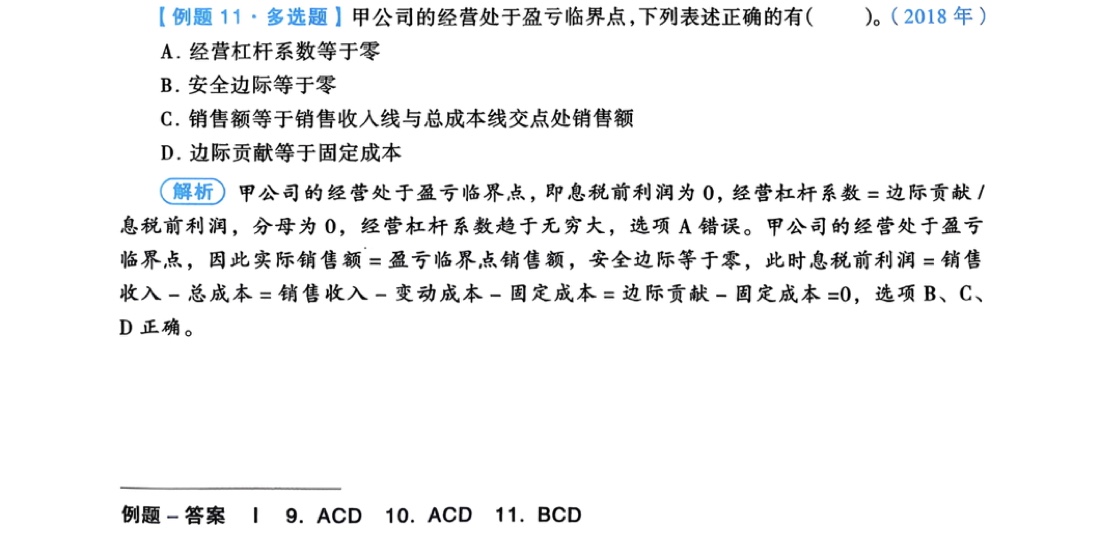 【例题 11·多选题】甲公司的经营处于盈亏临界点,下列表述正确的有(　　)。(2018 年)
A. 经营杠杆系数等于零
B. 安全边际等于零
C. 销售额等于销售收入线与总成本线交点处销售额
D. 边际贡献等于固定成本
解析 甲公司的经营处于盈亏临界点，即息税前利润为 0，经营杠杆系数 = 边际贡献 /
息税前利润，分母为 0，经营杠杆系数趋于无穷大，选项 A 错误。甲公司的经营处于盈亏
临界点，因此实际销售额 = 盈亏临界点销售额，安全边际等于零，此时息税前利润 = 销售
收入 - 总成本 = 销售收入 - 变动成本 - 固定成本 = 边际贡献 - 固定成本 =0，选项 B、C、
D 正确。
例题 - 答案 | 9. ACD 10. ACD 11. BCD